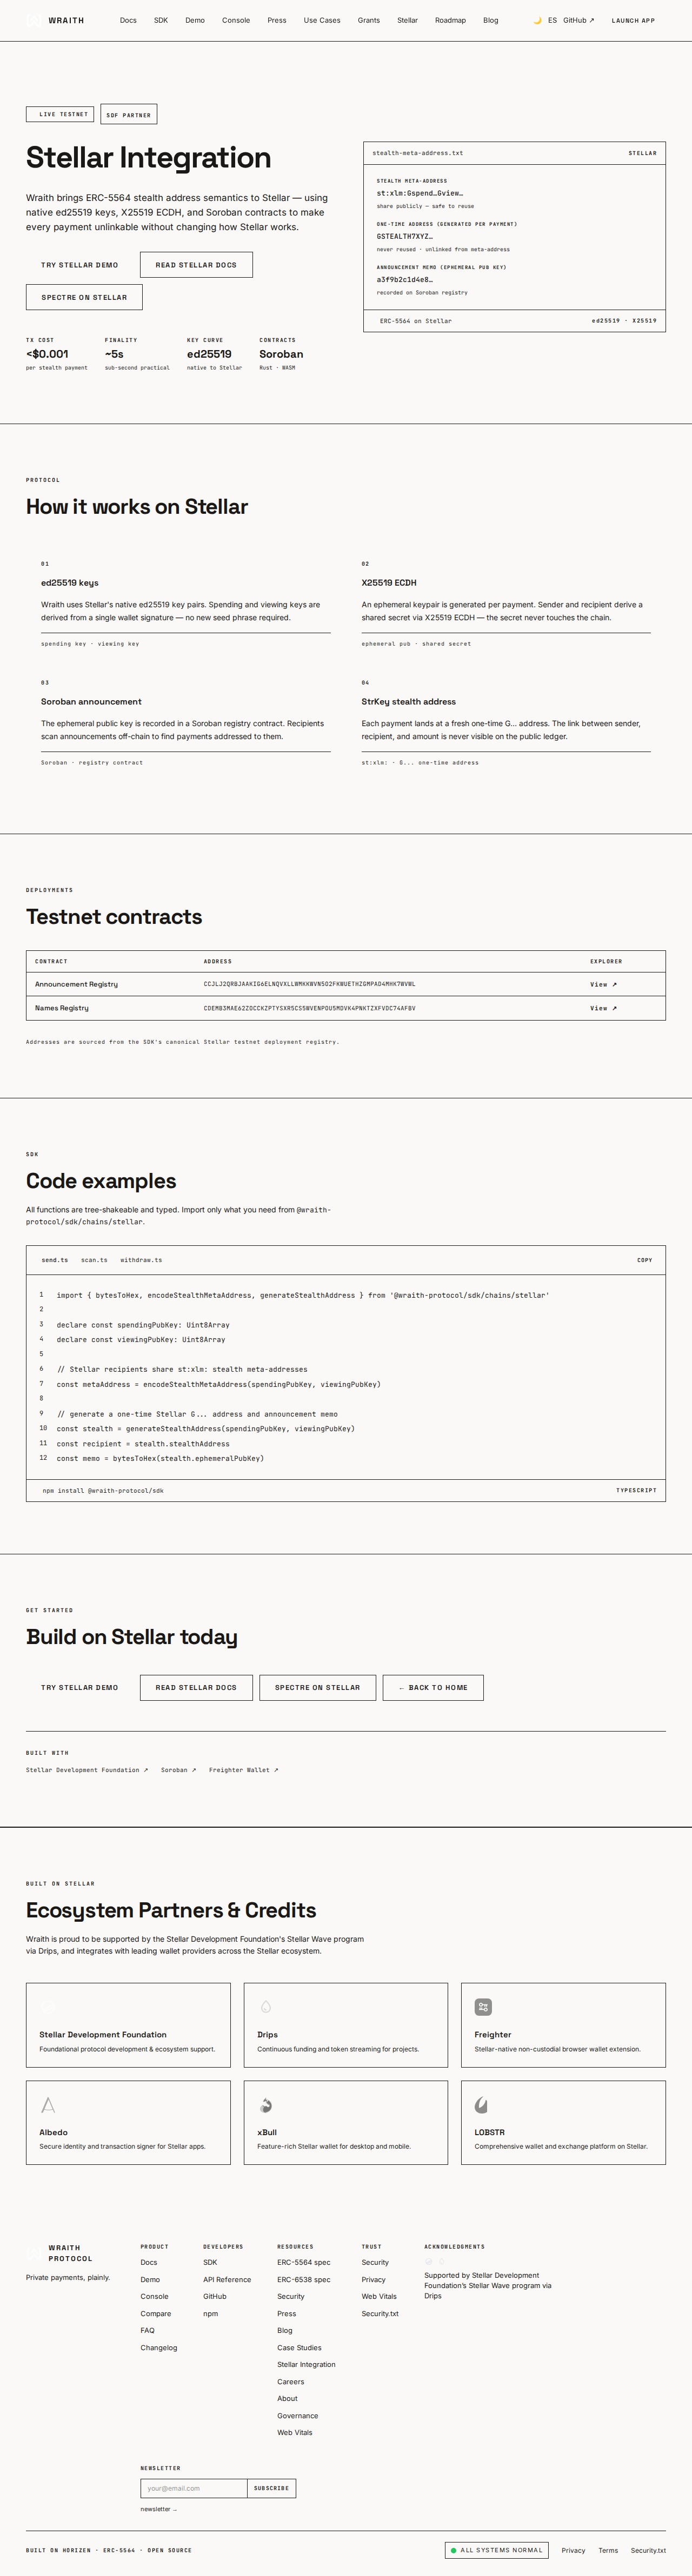 WRAITH
Docs SDK Demo Console Press Use Cases Grants Stellar Roadmap Blog ES GitHub ↗ LAUNCH APP
LIVE TESTNET SDF PARTNER
Stellar Integration
Wraith brings ERC-5564 stealth address semantics to Stellar — using
native ed25519 keys, X25519 ECDH, and Soroban contracts to make
every payment unlinkable without changing how Stellar works.
TRY STELLAR DEMO READ STELLAR DOCS
SPECTRE ON STELLAR
TX COST FINALITY KEY CURVE CONTRACTS
<$0.001 ~5s ed25519 Soroban
per stealth payment sub-second practical native to Stellar Rust · WASM
stealth-meta-address.txt STELLAR
STEALTH META-ADDRESS
st:xlm:Gspend…Gview…
share publicly — safe to reuse
ONE-TIME ADDRESS (GENERATED PER PAYMENT)
GSTEALTH7XYZ…
never reused · unlinked from meta-address
ANNOUNCEMENT MEMO (EPHEMERAL PUB KEY)
a3f9b2c1d4e8…
recorded on Soroban registry
ERC-5564 on Stellar ed25519 · X25519
PROTOCOL
How it works on Stellar
01
ed25519 keys
Wraith uses Stellar's native ed25519 key pairs. Spending and viewing keys are
derived from a single wallet signature — no new seed phrase required.
spending key · viewing key
02
X25519 ECDH
An ephemeral keypair is generated per payment. Sender and recipient derive a
shared secret via X25519 ECDH — the secret never touches the chain.
ephemeral pub · shared secret
03
Soroban announcement
The ephemeral public key is recorded in a Soroban registry contract. Recipients
scan announcements off-chain to find payments addressed to them.
Soroban · registry contract
04
StrKey stealth address
Each payment lands at a fresh one-time G... address. The link between sender,
recipient, and amount is never visible on the public ledger.
st:xlm: · G... one-time address
DEPLOYMENTS
Testnet contracts
CONTRACT ADDRESS EXPLORER
Announcement Registry View ↗
Names Registry View ↗
Addresses are sourced from the SDK's canonical Stellar testnet deployment registry.
SDK
Code examples
All functions are tree-shakeable and typed. Import only what you need from @wraith-
protocol/sdk/chains/stellar.
send.ts scan.ts withdraw.ts COPY
1 import { bytesToHex, encodeStealthMetaAddress, generateStealthAddress } from '@wraith-protocol/sdk/chains/stellar'
2
3 declare const spendingPubKey: Uint8Array
4 declare const viewingPubKey: Uint8Array
5
6 // Stellar recipients share st:xlm: stealth meta-addresses
7 const metaAddress = encodeStealthMetaAddress(spendingPubKey, viewingPubKey)
8
9 // generate a one-time Stellar G... address and announcement memo
10 const stealth = generateStealthAddress(spendingPubKey, viewingPubKey)
11 const recipient = stealth.stealthAddress
12 const memo = bytesToHex(stealth.ephemeralPubKey)
npm install @wraith-protocol/sdk TYPESCRIPT
GET STARTED
Build on Stellar today
TRY STELLAR DEMO READ STELLAR DOCS SPECTRE ON STELLAR ← BACK TO HOME
BUILT WITH
Stellar Development Foundation ↗ Soroban ↗ Freighter Wallet ↗
BUILT ON STELLAR
Ecosystem Partners & Credits
Wraith is proud to be supported by the Stellar Development Foundation's Stellar Wave program
via Drips, and integrates with leading wallet providers across the Stellar ecosystem.
Stellar Development Foundation
Foundational protocol development & ecosystem support.
Drips
Continuous funding and token streaming for projects.
Freighter
Stellar-native non-custodial browser wallet extension.
Albedo
Secure identity and transaction signer for Stellar apps.
xBull
Feature-rich Stellar wallet for desktop and mobile.
LOBSTR
Comprehensive wallet and exchange platform on Stellar.
WRAITH
PROTOCOL
Private payments, plainly.
PRODUCT
Docs
Demo
Console
Compare
FAQ
Changelog
DEVELOPERS
SDK
API Reference
GitHub
npm
RESOURCES
ERC-5564 spec
ERC-6538 spec
Security
Press
Blog
Case Studies
Stellar Integration
Careers
About
Governance
Web Vitals
TRUST
Security
Privacy
Web Vitals
Security.txt
ACKNOWLEDGMENTS
Supported by Stellar Development
Foundation's Stellar Wave program via
Drips
NEWSLETTER
your@email.com SUBSCRIBE
newsletter →
BUILT ON HORIZEN · ERC-5564 · OPEN SOURCE ALL SYSTEMS NORMAL Privacy Terms Security.txt